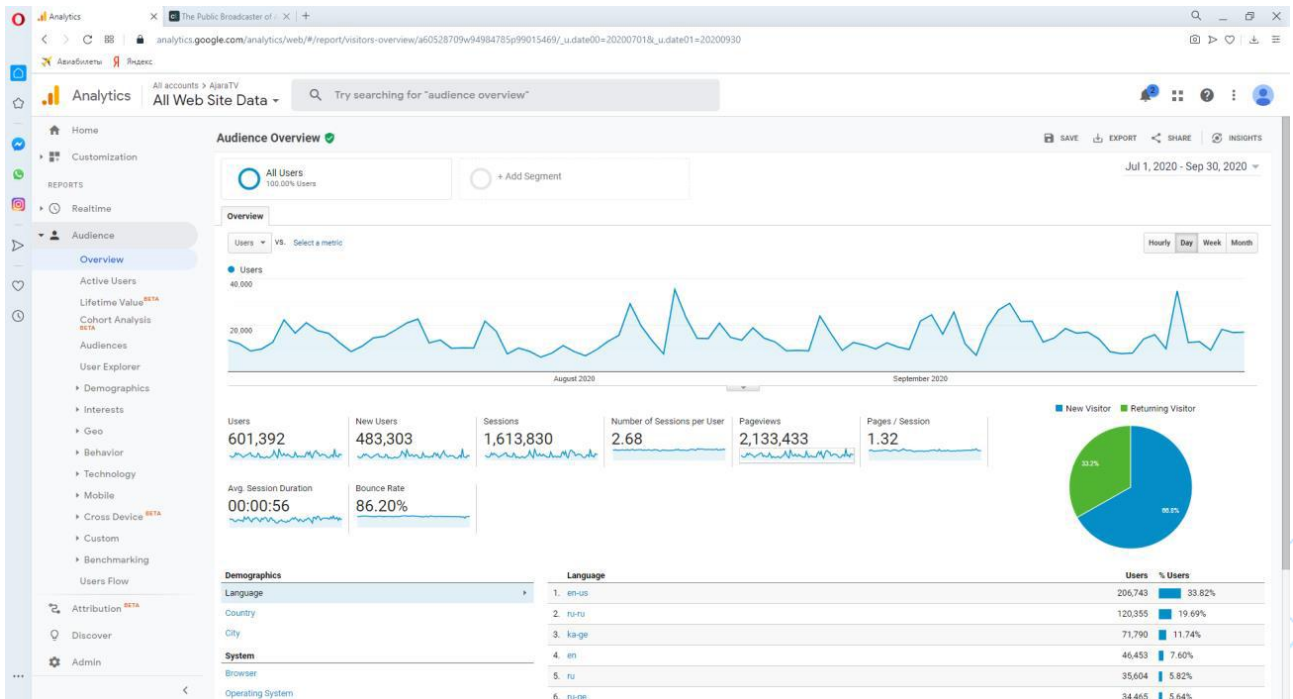 Analytics
The Public Broadcaster of
analytics.google.com/analytics/web/#/report/visitors-overview/a60528709w94984785p99015469/_u.date00=20200701&_u.date01=20200930
Авиабилеты Яндекс
Analytics
All accounts > AjaraTV
All Web Site Data
Try searching for "audience overview"
2
Home
Customization
REPORTS
Realtime
Audience
Overview
Active Users
Lifetime Value BETA
Cohort Analysis
BETA
Audiences
User Explorer
Demographics
Interests
Geo
Behavior
Technology
Mobile
Cross Device BETA
Custom
Benchmarking
Users Flow
Attribution BETA
Discover
Admin
Audience Overview
SAVE EXPORT SHARE INSIGHTS
All Users
100.00% Users
+ Add Segment
Jul 1, 2020 - Sep 30, 2020
Overview
Users VS. Select a metric
Hourly Day Week Month
Users
40,000
20,000
August 2020 September 2020
Users
601,392
New Users
483,303
Sessions
1,613,830
Number of Sessions per User
2.68
Pageviews
2,133,433
Pages / Session
1.32
Avg. Session Duration
00:00:56
Bounce Rate
86.20%
New Visitor Returning Visitor
33.2%
66.8%
Demographics
Language
Country
City
System
Browser
Operating System
Language Users % Users
1. en-us 206,743 33.82%
2. ru-ru 120,355 19.69%
3. ka-ge 71,790 11.74%
4. en 46,453 7.60%
5. ru 35,604 5.82%
6. ru-ge 34,465 5.64%